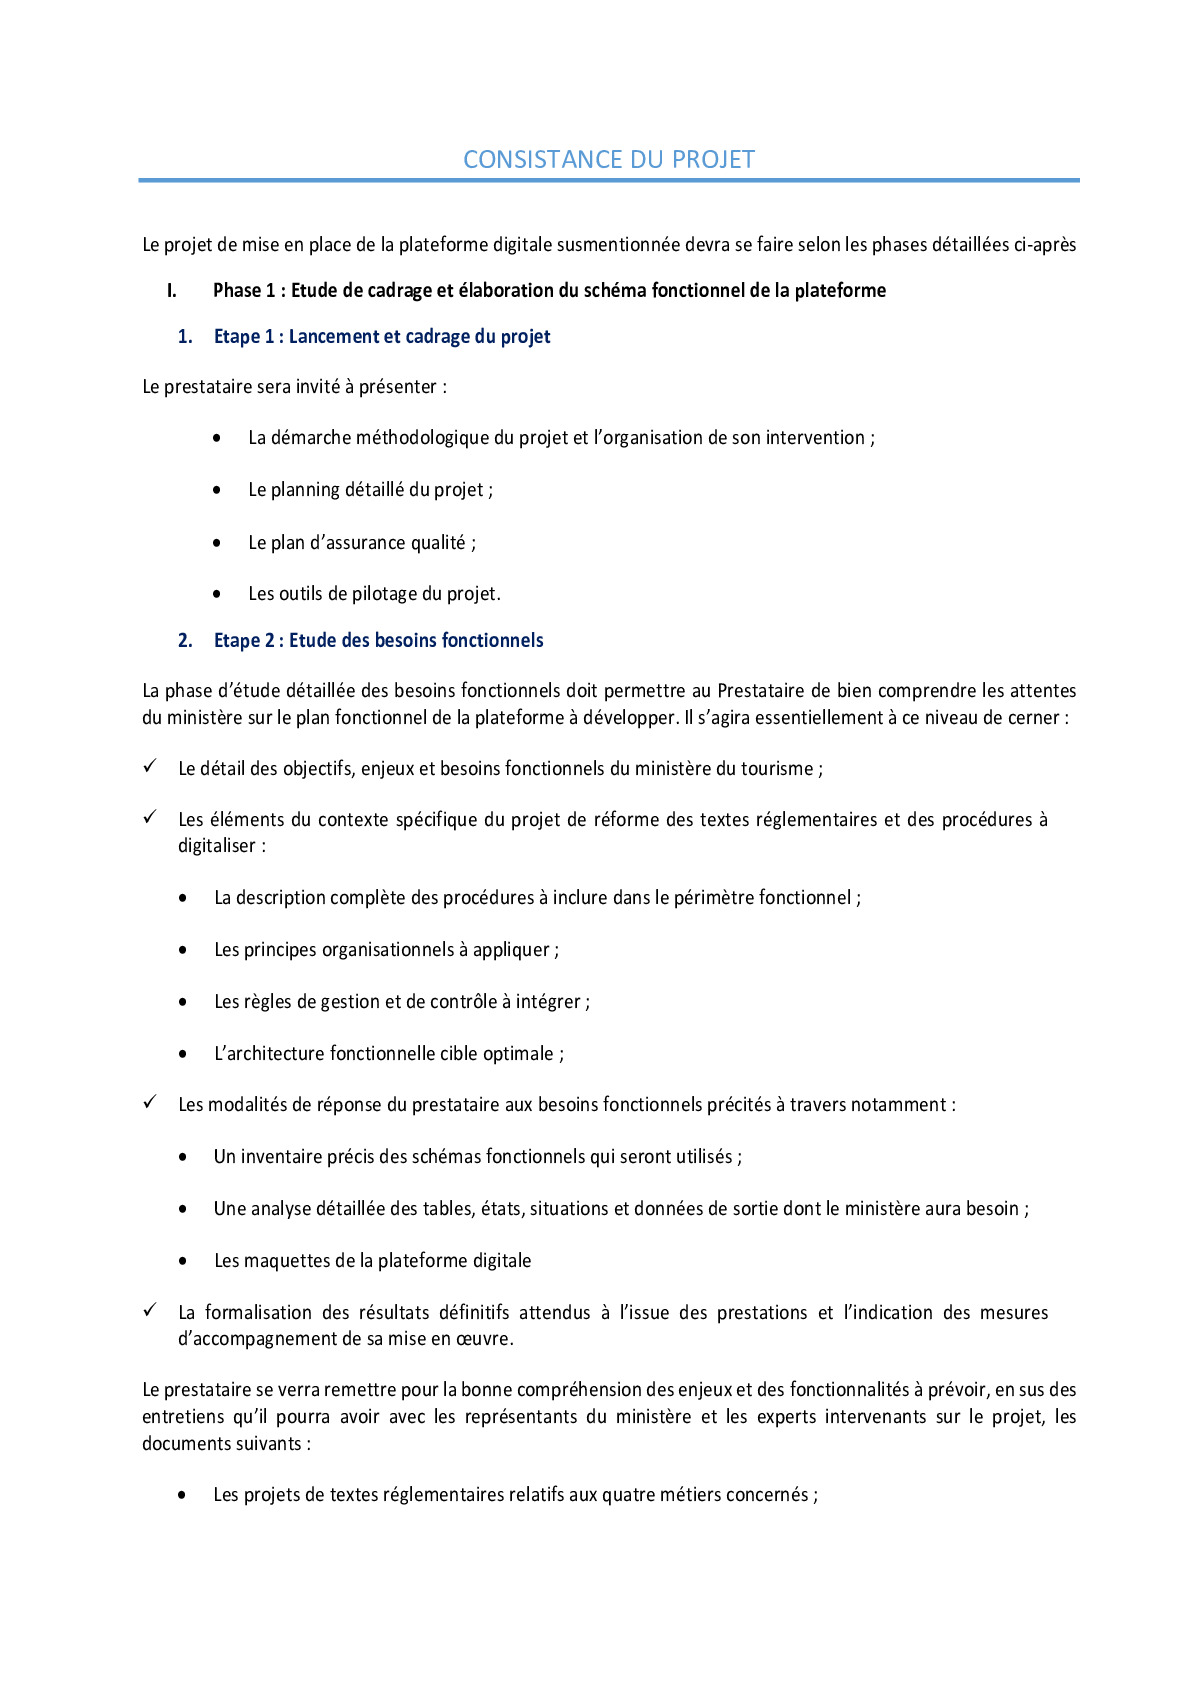 CONSISTANCE DU PROJET
Le projet de mise en place de la plateforme digitale susmentionnée devra se faire selon les phases détaillées ci-après
I. Phase 1 : Etude de cadrage et élaboration du schéma fonctionnel de la plateforme
1. Etape 1 : Lancement et cadrage du projet
Le prestataire sera invité à présenter :
• La démarche méthodologique du projet et l’organisation de son intervention ;
• Le planning détaillé du projet ;
• Le plan d’assurance qualité ;
• Les outils de pilotage du projet.
2. Etape 2 : Etude des besoins fonctionnels
La phase d’étude détaillée des besoins fonctionnels doit permettre au Prestataire de bien comprendre les attentes
du ministère sur le plan fonctionnel de la plateforme à développer. Il s’agira essentiellement à ce niveau de cerner :
✓ Le détail des objectifs, enjeux et besoins fonctionnels du ministère du tourisme ;
✓ Les éléments du contexte spécifique du projet de réforme des textes réglementaires et des procédures à
digitaliser :
• La description complète des procédures à inclure dans le périmètre fonctionnel ;
• Les principes organisationnels à appliquer ;
• Les règles de gestion et de contrôle à intégrer ;
• L’architecture fonctionnelle cible optimale ;
✓ Les modalités de réponse du prestataire aux besoins fonctionnels précités à travers notamment :
• Un inventaire précis des schémas fonctionnels qui seront utilisés ;
• Une analyse détaillée des tables, états, situations et données de sortie dont le ministère aura besoin ;
• Les maquettes de la plateforme digitale
✓ La formalisation des résultats définitifs attendus à l’issue des prestations et l’indication des mesures
d’accompagnement de sa mise en œuvre.
Le prestataire se verra remettre pour la bonne compréhension des enjeux et des fonctionnalités à prévoir, en sus des
entretiens qu’il pourra avoir avec les représentants du ministère et les experts intervenants sur le projet, les
documents suivants :
• Les projets de textes réglementaires relatifs aux quatre métiers concernés ;